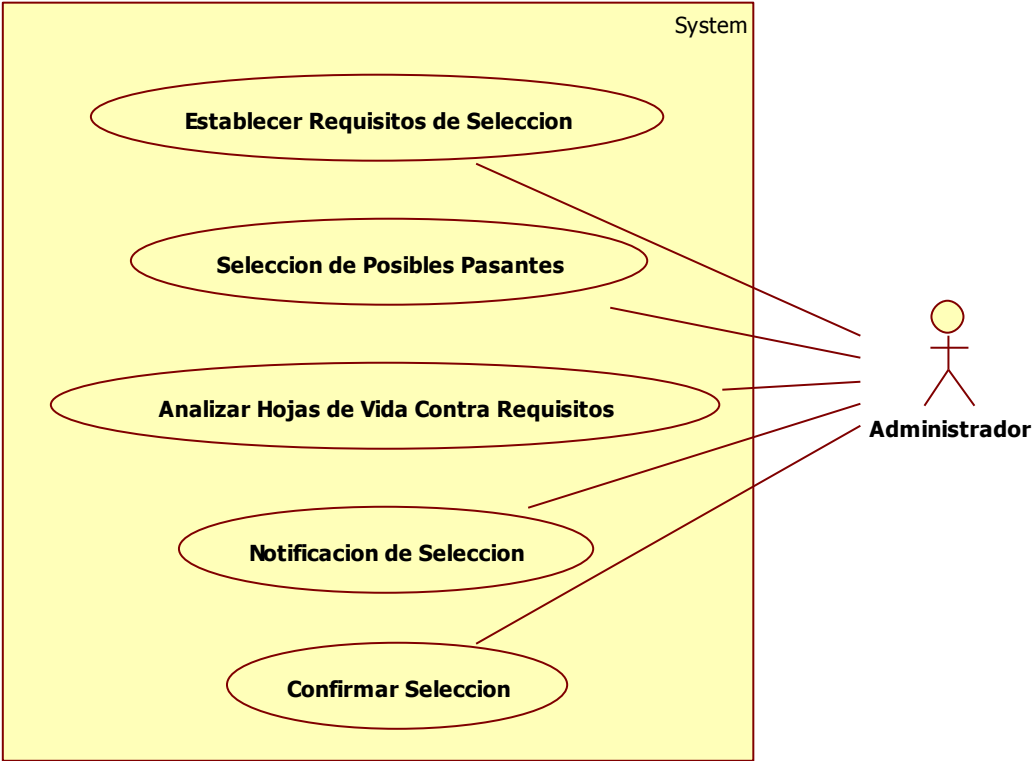 System
Establecer Requisitos de Seleccion
Seleccion de Posibles Pasantes
Analizar Hojas de Vida Contra Requisitos
Administrador
Notificacion de Seleccion
Confirmar Seleccion